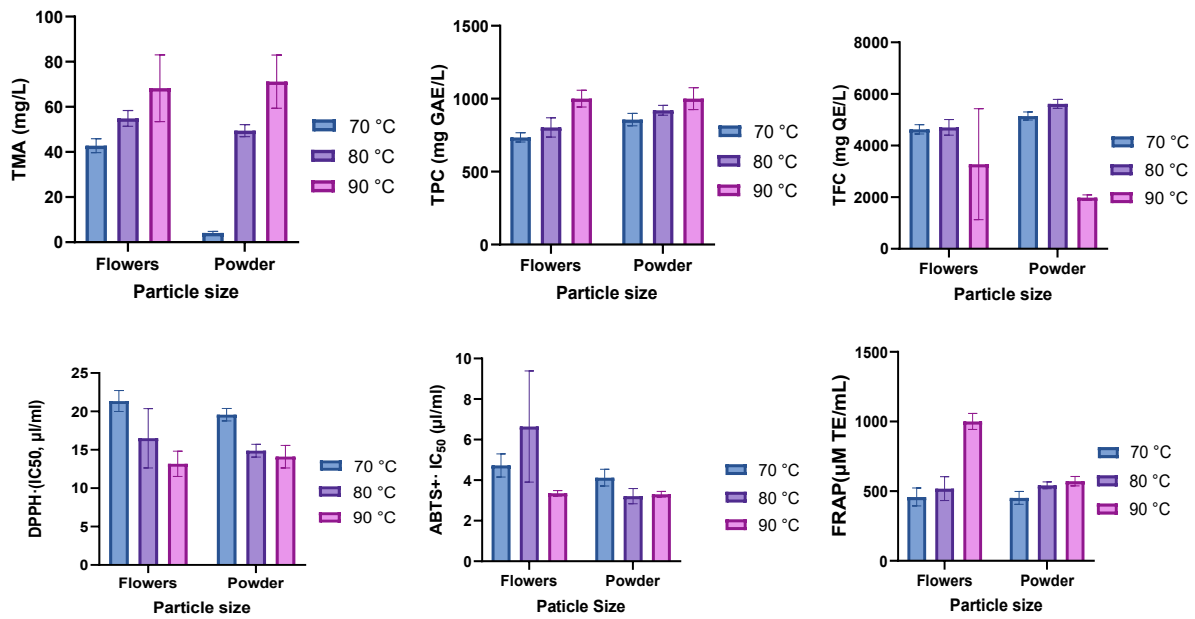 TMA (mg/L)
100
80
60
40
20
0
Flowers
Powder
Particle size
70 °C
80 °C
90 °C
TPC (mg GAE/L)
1500
1000
500
0
Flowers
Powder
Particle size
70 °C
80 °C
90 °C
TFC (mg QE/L)
8000
6000
4000
2000
0
Flowers
Powder
Particle size
70 °C
80 °C
90 °C
DPPH·(IC50, µl/ml)
25
20
15
10
5
0
Flowers
Powder
Particle size
70 °C
80 °C
90 °C
ABTS+· IC₅₀ (µl/ml)
10
8
6
4
2
0
Flowers
Powder
Paticle Size
70 °C
80 °C
90 °C
FRAP(µM TE/mL)
1500
1000
500
0
Flowers
Powder
Particle size
70 °C
80 °C
90 °C